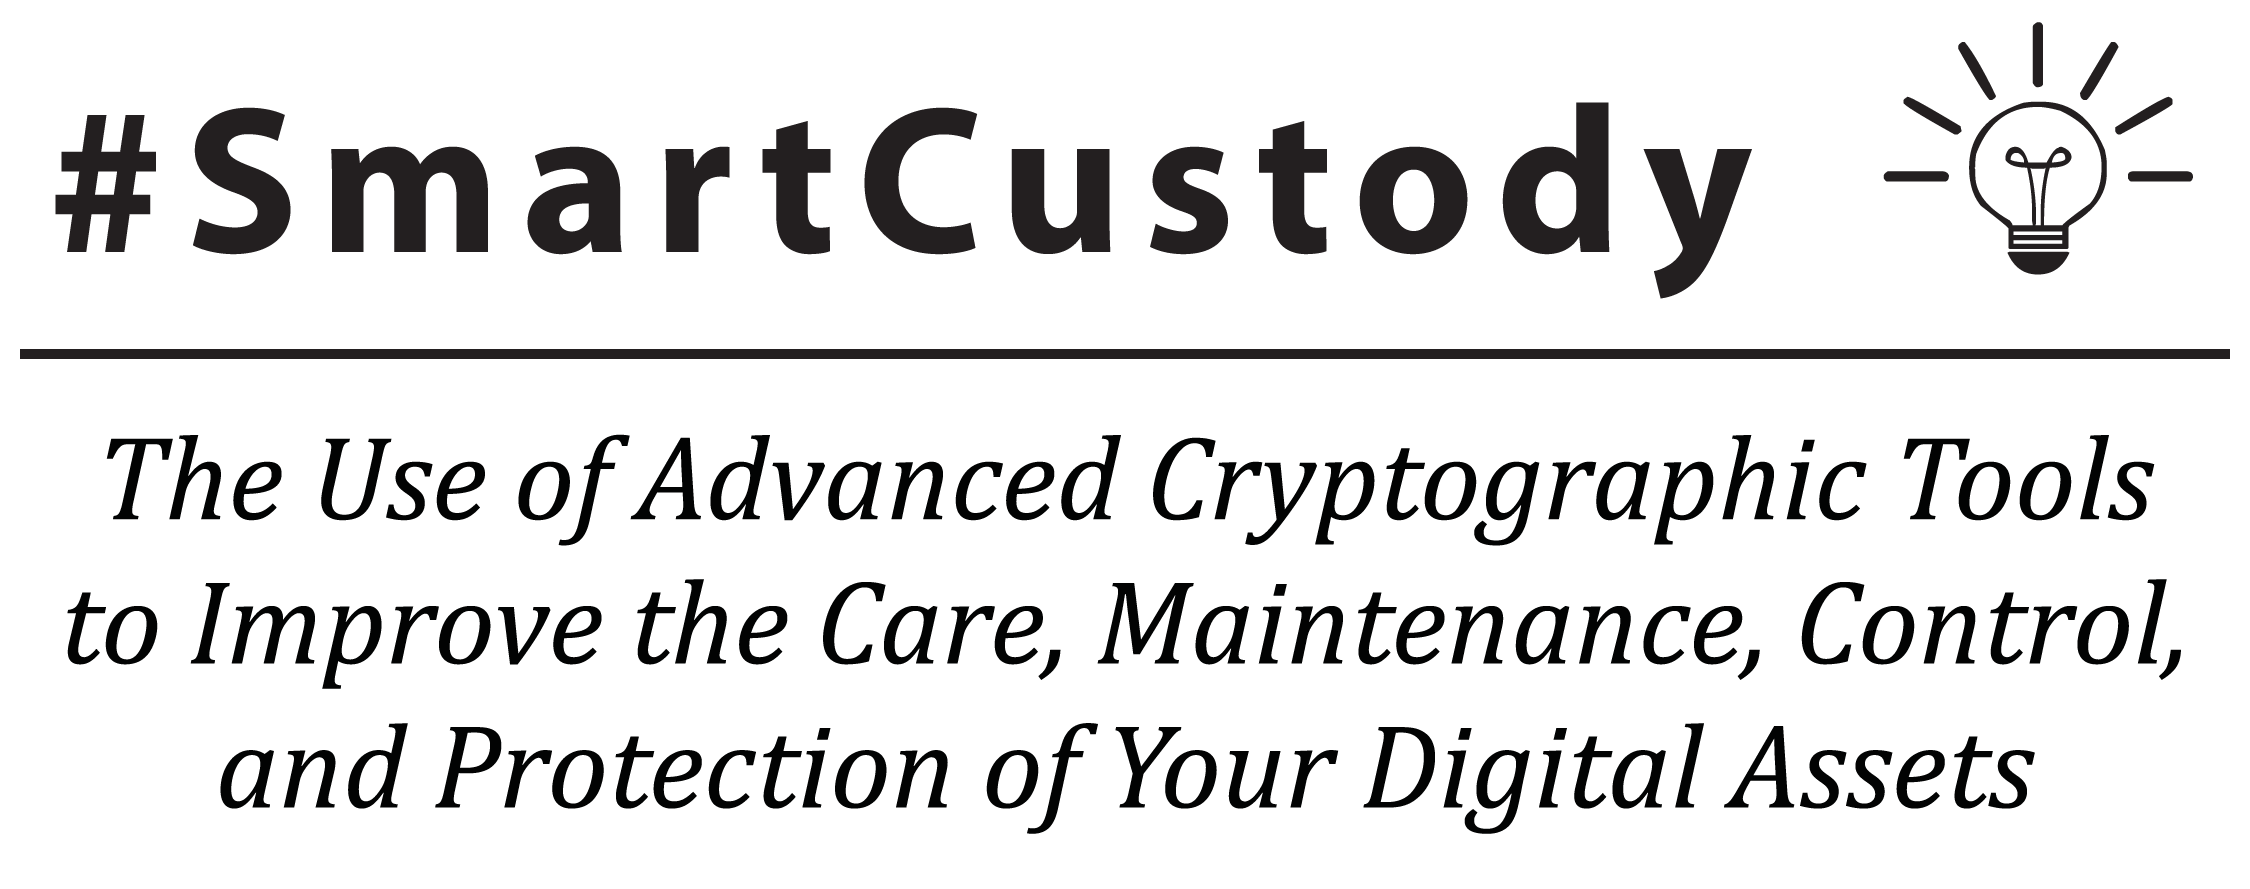 #SmartCustody
The Use of Advanced Cryptographic Tools
to Improve the Care, Maintenance, Control,
and Protection of Your Digital Assets